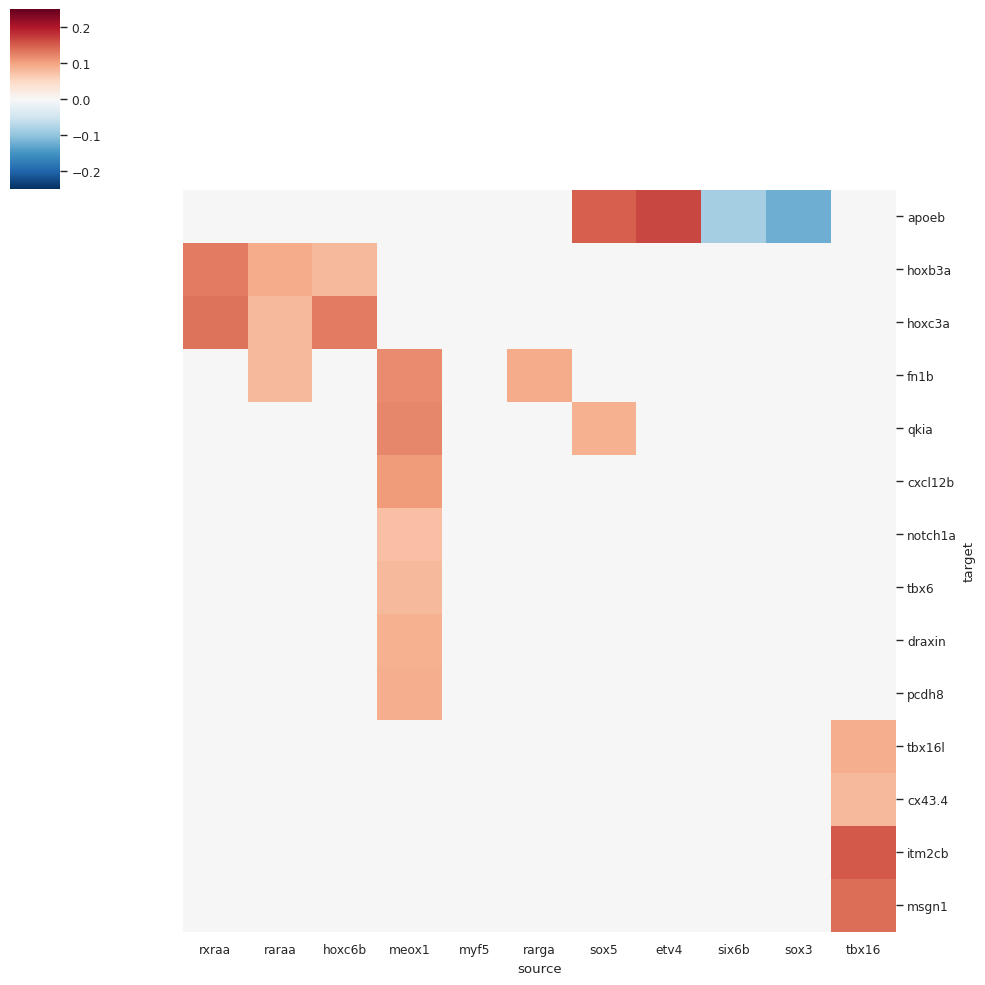 0.2
0.1
0.0
−0.1
−0.2
apoeb
hoxb3a
hoxc3a
fn1b
qkia
cxcl12b
notch1a
tbx6
draxin
pcdh8
tbx16l
cx43.4
itm2cb
msgn1
target
rxraa raraa hoxc6b meox1 myf5 rarga sox5 etv4 six6b sox3 tbx16
source